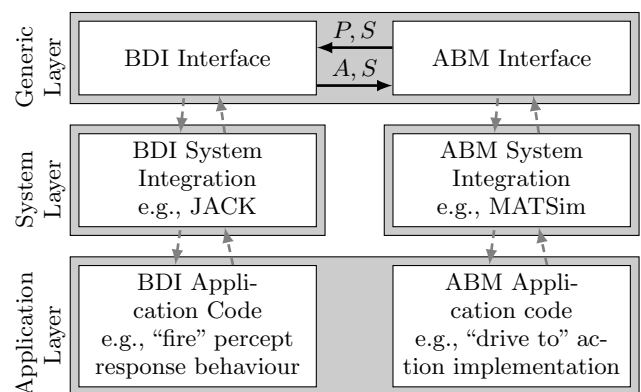 Generic
Layer
BDI Interface
P, S
A, S
ABM Interface
System
Layer
BDI System
Integration
e.g., JACK
ABM System
Integration
e.g., MATSim
Application
Layer
BDI Appli-
cation Code
e.g., “fire” percept
response behaviour
ABM Appli-
cation code
e.g., “drive to” ac-
tion implementation